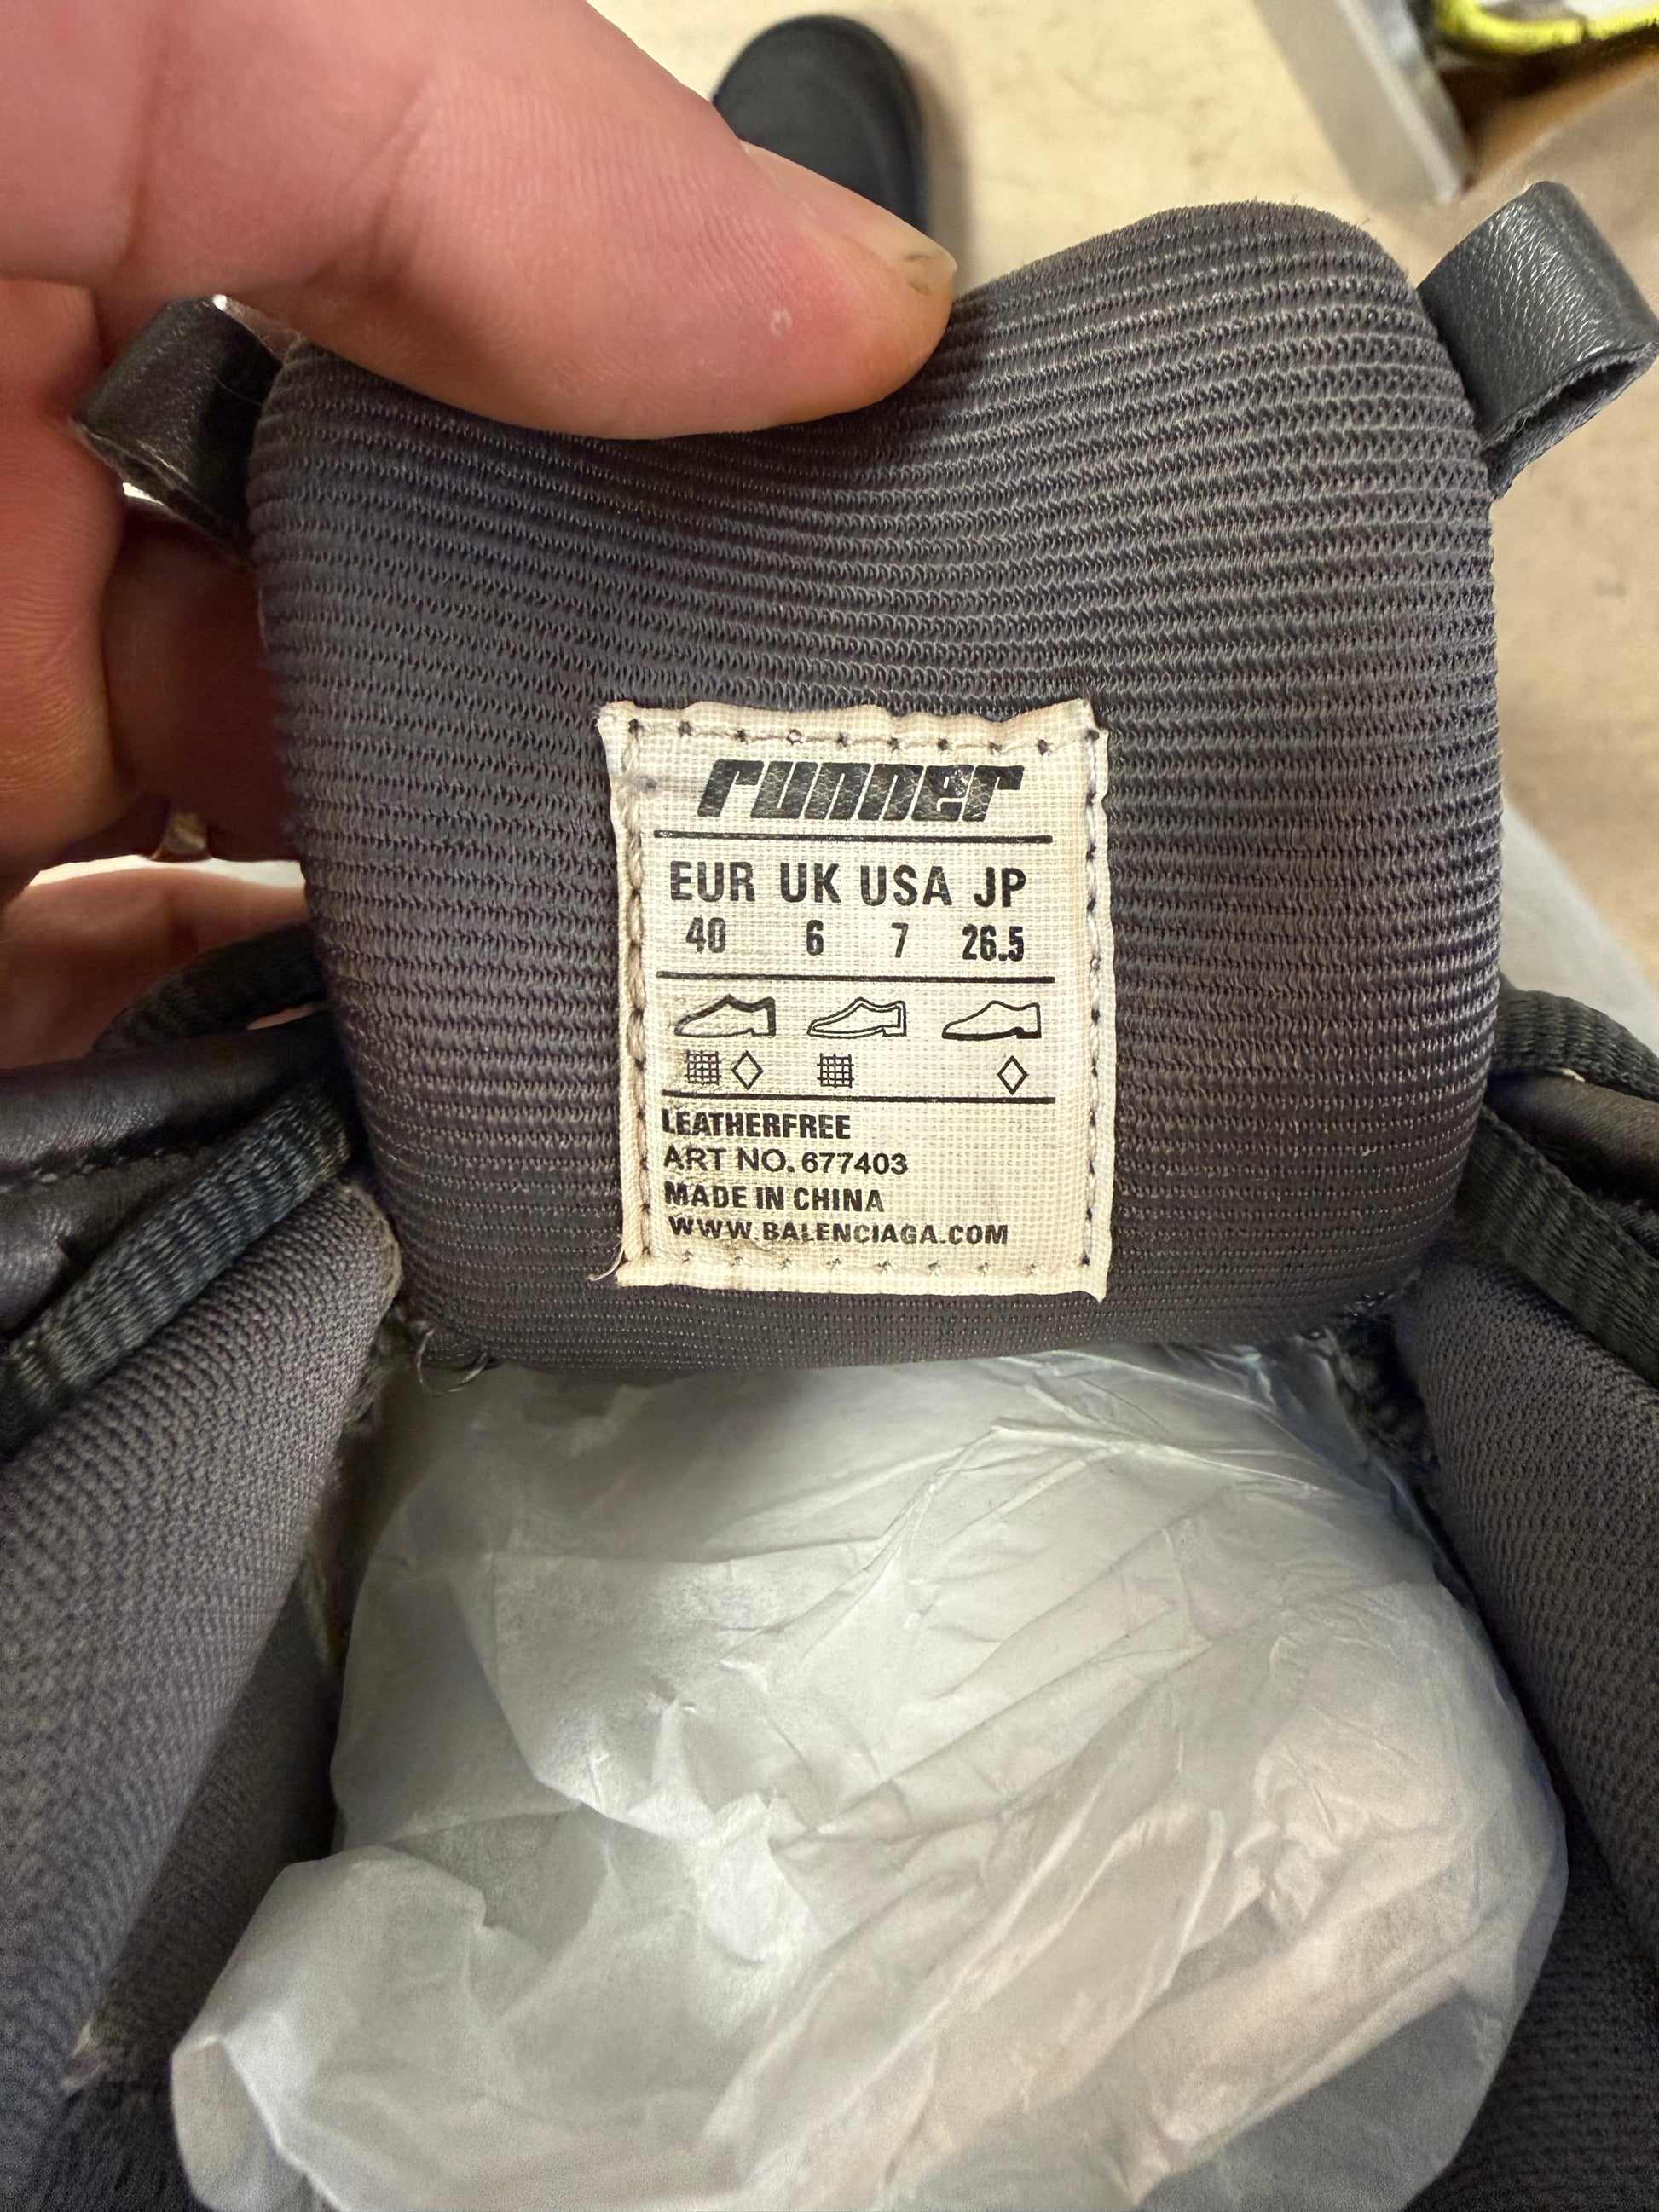 runner
EUR UK USA JP
40 6 7 26.5
LEATHERFREE
ART NO. 677403
MADE IN CHINA
WWW.BALENCIAGA.COM